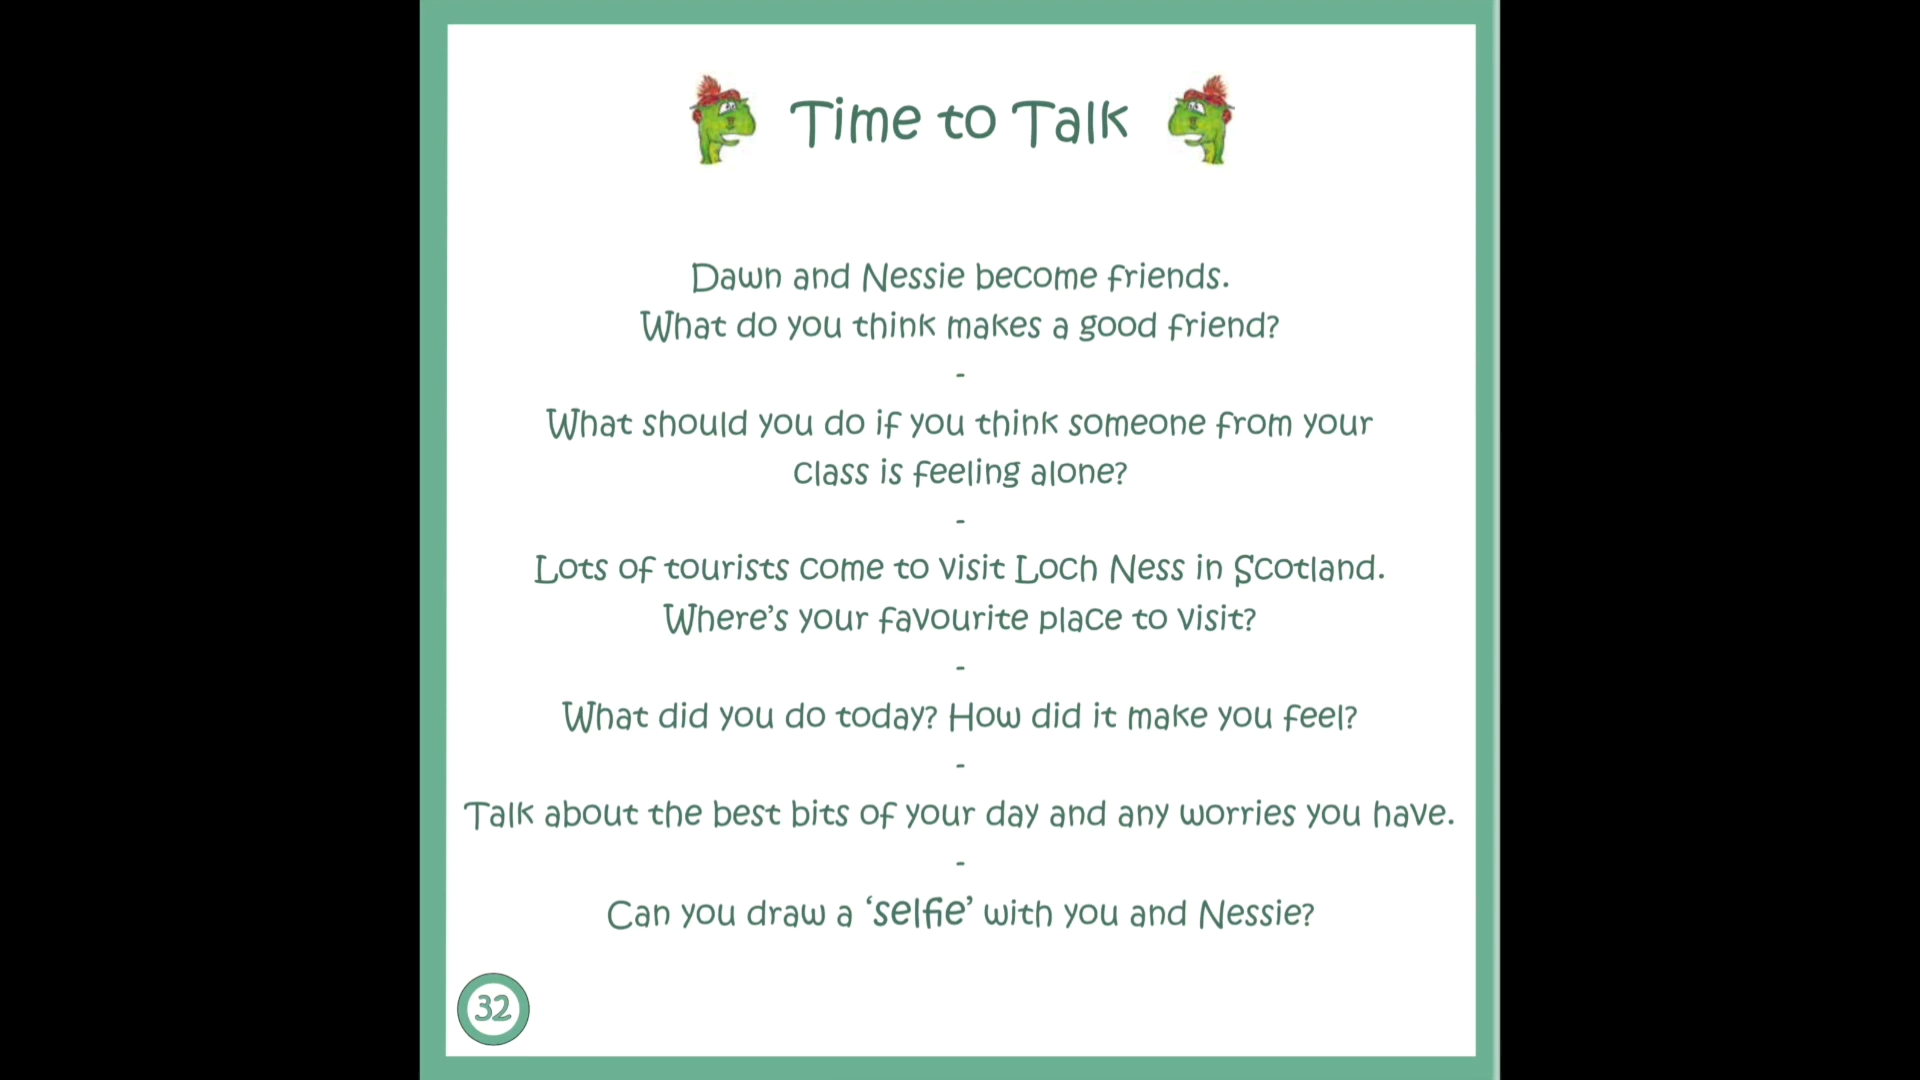 Time to Talk
Dawn and Nessie become friends.
What do you think makes a good friend?
-
What should you do if you think someone from your
class is feeling alone?
-
Lots of tourists come to visit Loch Ness in Scotland.
Where's your favourite place to visit?
-
What did you do today? How did it make you feel?
-
Talk about the best bits of your day and any worries you have.
-
Can you draw a ‘selfie’ with you and Nessie?
32